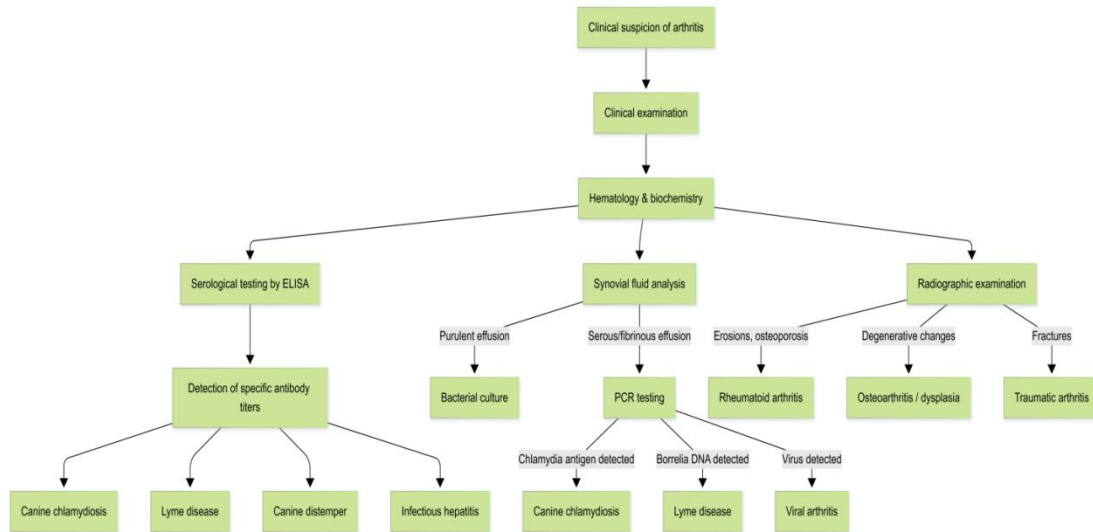 Clinical suspicion of arthritis
Clinical examination
Hematology & biochemistry
Serological testing by ELISA
Synovial fluid analysis
Radiographic examination
Purulent effusion
Serous/fibrinous effusion
Erosions, osteoporosis
Degenerative changes
Fractures
Detection of specific antibody
titers
Bacterial culture
PCR testing
Rheumatoid arthritis
Osteoarthritis / dysplasia
Traumatic arthritis
Chlamydia antigen detected
Borrelia DNA detected
Virus detected
Canine chlamydiosis
Lyme disease
Canine distemper
Infectious hepatitis
Canine chlamydiosis
Lyme disease
Viral arthritis